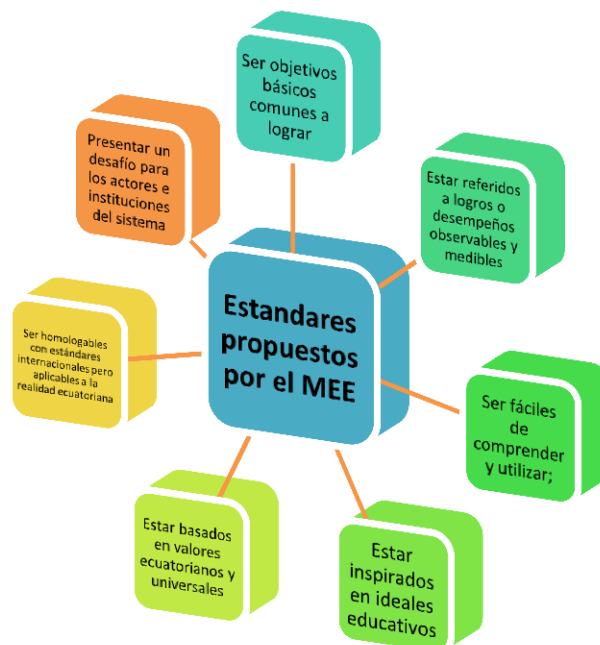 Ser objetivos
básicos
comunes a
lograr
Estar referidos
a logros o
desempeños
observables y
medibles
Ser fáciles
de
comprender
y utilizar;
Estar
inspirados
en ideales
educativos
Estar basados
en valores
ecuatorianos y
universales
Ser homologables
con estándares
internacionales pero
aplicables a la
realidad ecuatoriana
Presentar un
desafío para
los actores e
instituciones
del sistema
Estandares
propuestos
por el MEE